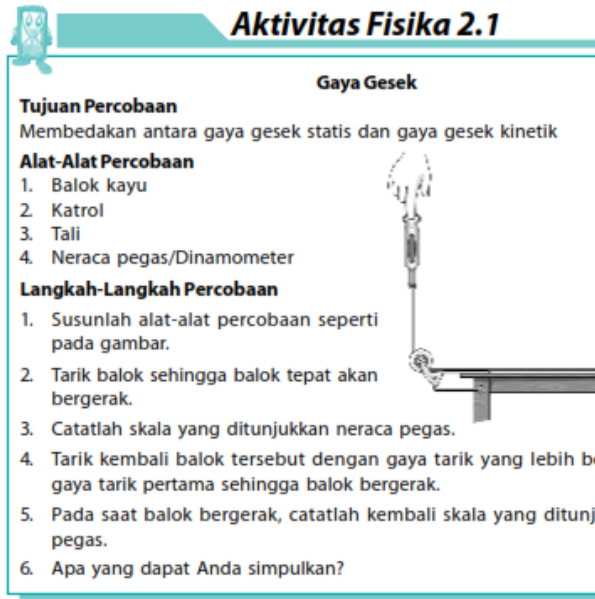 Aktivitas Fisika 2.1
Gaya Gesek
Tujuan Percobaan
Membedakan antara gaya gesek statis dan gaya gesek kinetik
Alat-Alat Percobaan
1. Balok kayu
2. Katrol
3. Tali
4. Neraca pegas/Dinamometer
Langkah-Langkah Percobaan
1. Susunlah alat-alat percobaan seperti
pada gambar.
2. Tarik balok sehingga balok tepat akan
bergerak.
3. Catatlah skala yang ditunjukkan neraca pegas.
4. Tarik kembali balok tersebut dengan gaya tarik yang lebih
gaya tarik pertama sehingga balok bergerak.
5. Pada saat balok bergerak, catatlah kembali skala yang
pegas.
6. Apa yang dapat Anda simpulkan?